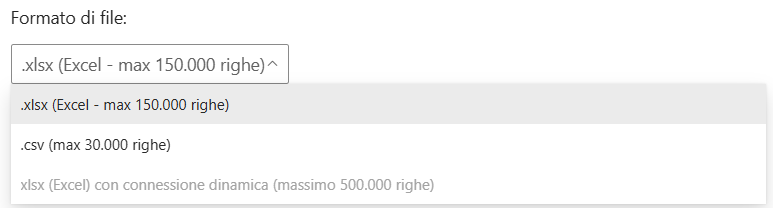 Formato di file:
.xlsx (Excel - max 150.000 righe)
.xlsx (Excel - max 150.000 righe)
.csv (max 30.000 righe)
xlsx (Excel) con connessione dinamica (massimo 500.000 righe)